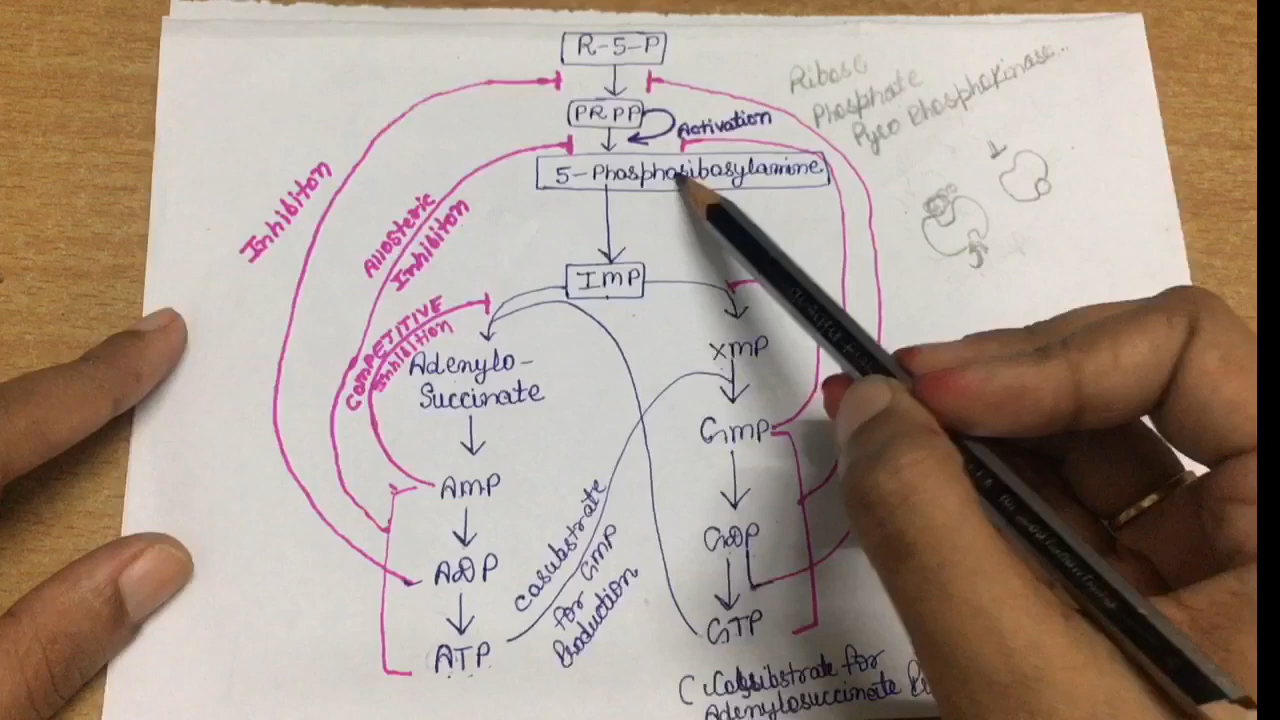 R-5-P
Ribose
Phosphate
Pyro Phosphokinase...
PRPP
Activation
5-Phosphoribosylamine
Inhibition
Allosteric
Inhibition
IMP
COMPETITIVE
Inhibition
Adenylo-
Succinate
XMP
GMP
AMP
GDP
ADP
Cosubstrate
For GMP
Production
GTP
ATP
Cosubstrate For
Adenylosuccinate